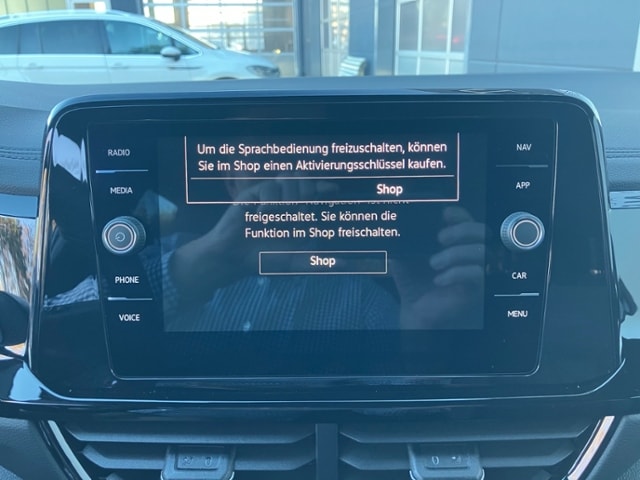 RADIO
MEDIA
PHONE
VOICE
Um die Sprachbedienung freizuschalten, können
Sie im Shop einen Aktivierungsschlüssel kaufen.
Shop
freigeschaltet. Sie können die
Funktion im Shop freischalten.
Shop
NAV
APP
CAR
MENU